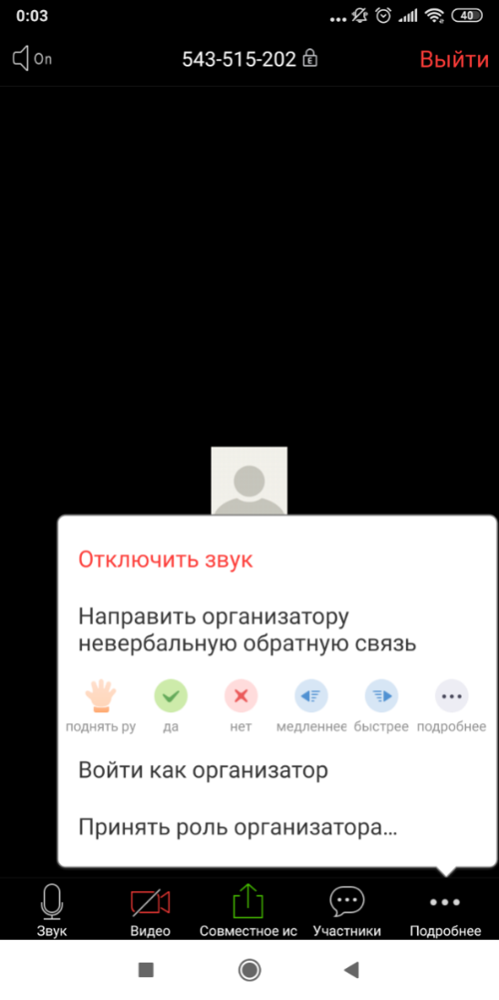 0:03
40
On
543-515-202
E
Выйти
Отключить звук
Направить организатору
невербальную обратную связь
поднять ру
да
нет
медленнее
быстрее
подробнее
Войти как организатор
Принять роль организатора...
Звук
Видео
Совместное ис
Участники
Подробнее